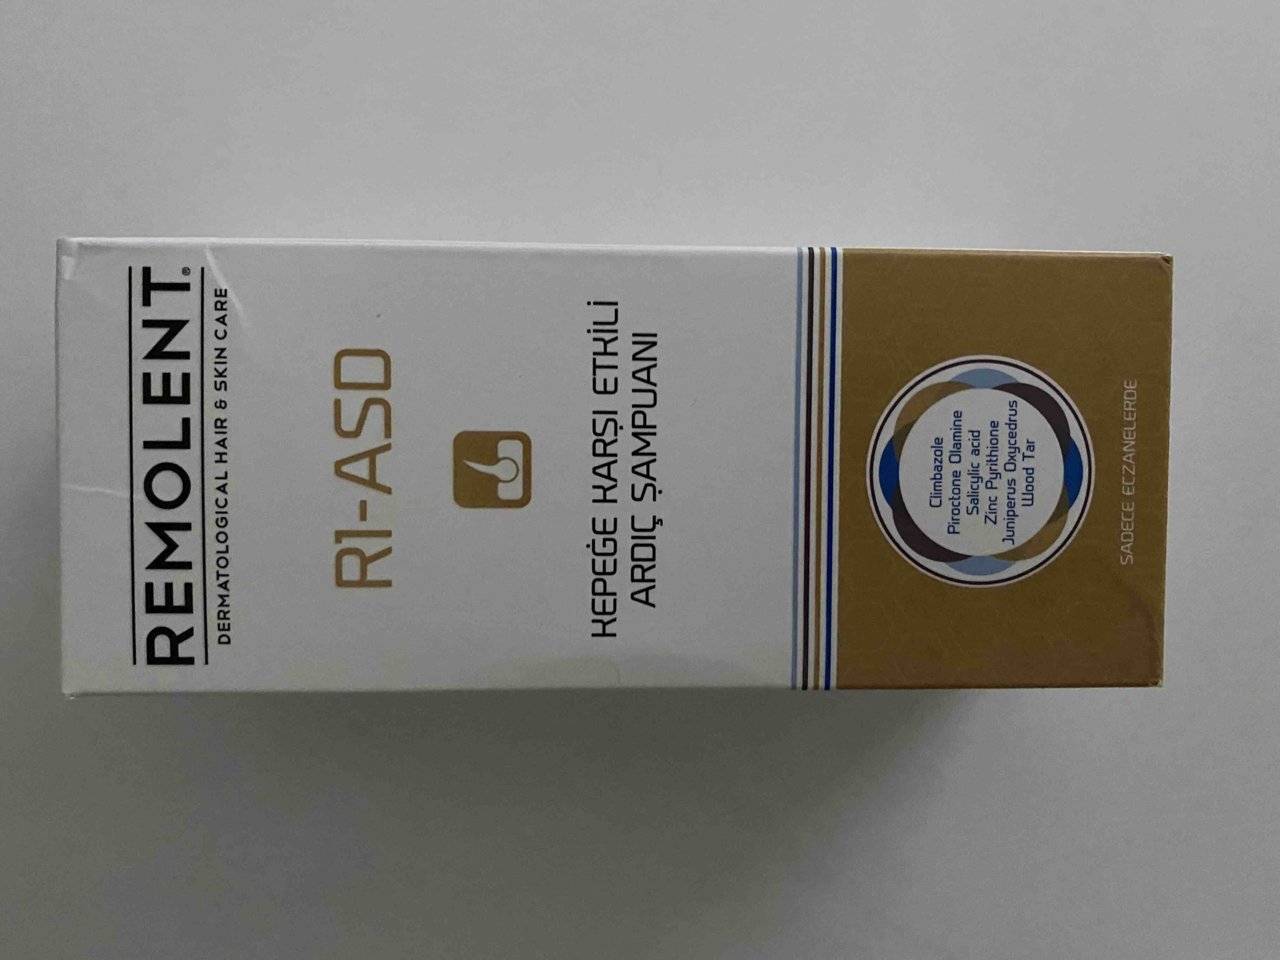 REMOLENT®
DERMATOLOGICAL HAIR & SKIN CARE
RI-ASD
KEPEĞE KARŞI ETKİLİ
ARDIÇ ŞAMPUANI
Climbazole
Piroctone Olamine
Salicylic acid
Zinc Pyrithione
Juniperus Oxycedrus
Wood Tar
SADECE ECZANELERDE